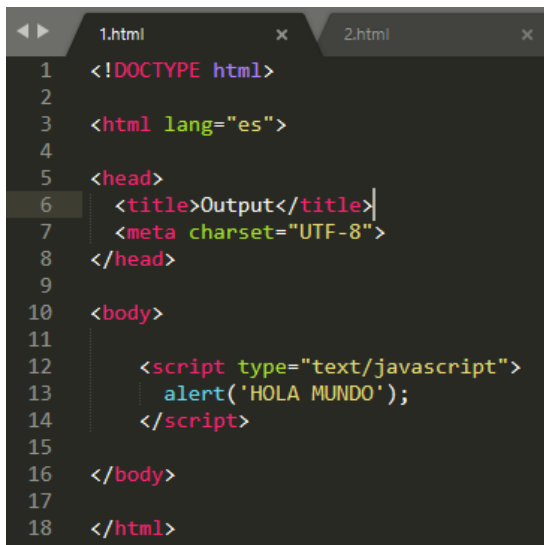 1.html × 2.html ×
1 <!DOCTYPE html>
2
3 <html lang="es">
4
5 <head>
6 <title>Output</title>
7 <meta charset="UTF-8">
8 </head>
9
10 <body>
11
12 <script type="text/javascript">
13 alert('HOLA MUNDO');
14 </script>
15
16 </body>
17
18 </html>